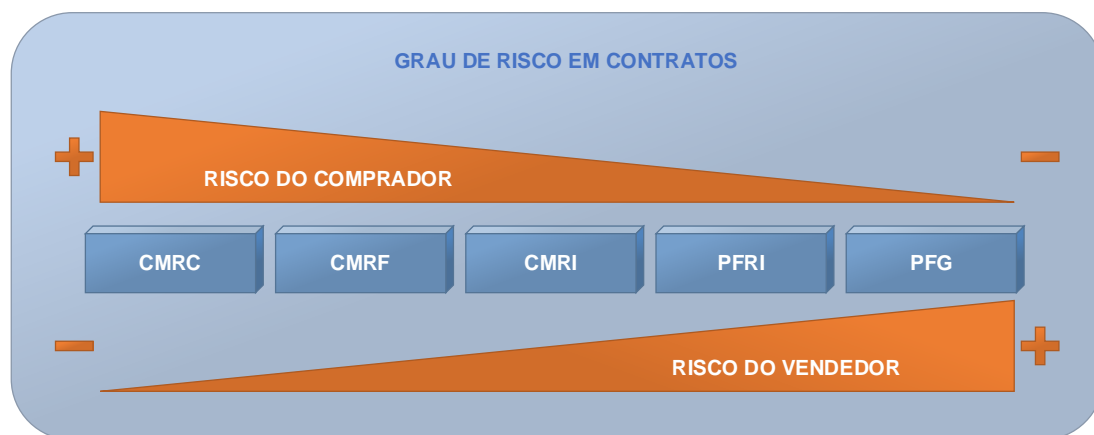 GRAU DE RISCO EM CONTRATOS
RISCO DO COMPRADOR
CMRC
CMRF
CMRI
PFRI
PFG
RISCO DO VENDEDOR